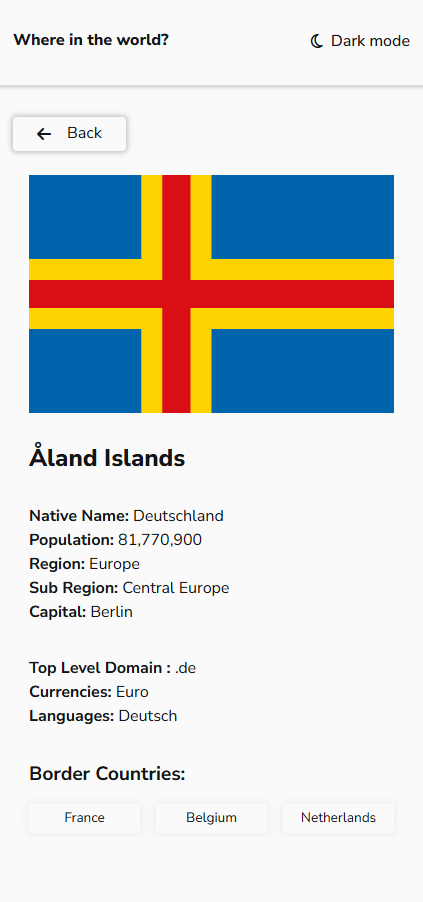 Where in the world?
Dark mode
Back
Åland Islands
Native Name: Deutschland
Population: 81,770,900
Region: Europe
Sub Region: Central Europe
Capital: Berlin
Top Level Domain : .de
Currencies: Euro
Languages: Deutsch
Border Countries:
France
Belgium
Netherlands